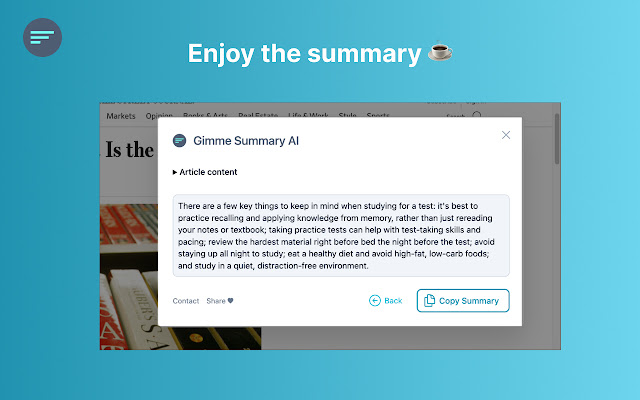 Enjoy the summary ☕
Markets Opinion Books & Arts Real Estate Life & Work Style Sports Search
Is the
Gimme Summary AI
Article content
There are a few key things to keep in mind when studying for a test: it's best to
practice recalling and applying knowledge from memory, rather than just rereading
your notes or textbook; taking practice tests can help with test-taking skills and
pacing; review the hardest material right before bed the night before the test; avoid
staying up all night to study; eat a healthy diet and avoid high-fat, low-carb foods;
and study in a quiet, distraction-free environment.
Contact Share
Back
Copy Summary